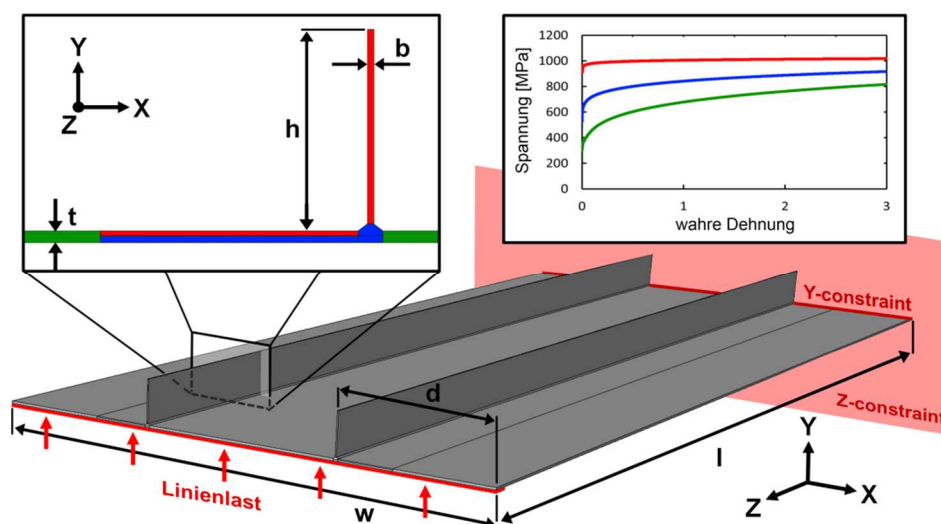 Y
X
Z
h
b
t
Spannung [MPa]
1200
1000
800
600
400
200
0
0
1
2
3
wahre Dehnung
Y-constraint
Z-constraint
d
l
w
Linienlast
Y
X
Z